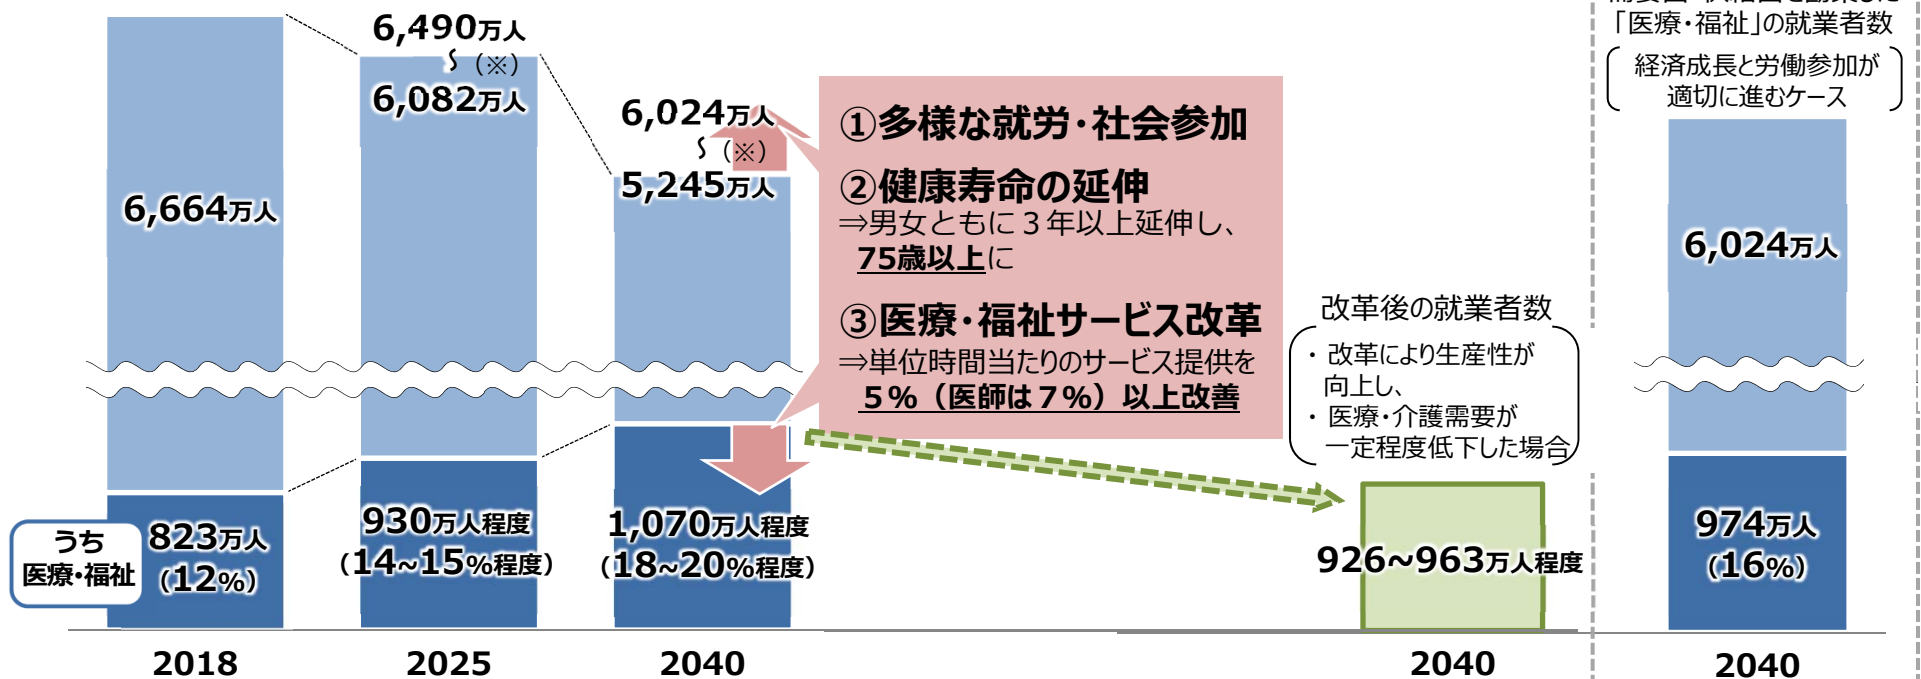 6,490万人
～（※）
6,082万人
6,664万人
6,024万人
～（※）
5,245万人
①多様な就労・社会参加
②健康寿命の延伸
⇒男女ともに３年以上延伸し、
75歳以上に
③医療・福祉サービス改革
⇒単位時間当たりのサービス提供を
５％（医師は７％）以上改善
うち
医療・福祉
823万人
(12%)
930万人程度
(14~15%程度)
1,070万人程度
(18~20%程度)
改革後の就業者数
・ 改革により生産性が
向上し、
・ 医療・介護需要が
一定程度低下した場合
926~963万人程度
「医療・福祉」の就業者数
経済成長と労働参加が
適切に進むケース
6,024万人
974万人
(16%)
2018
2025
2040
2040
2040